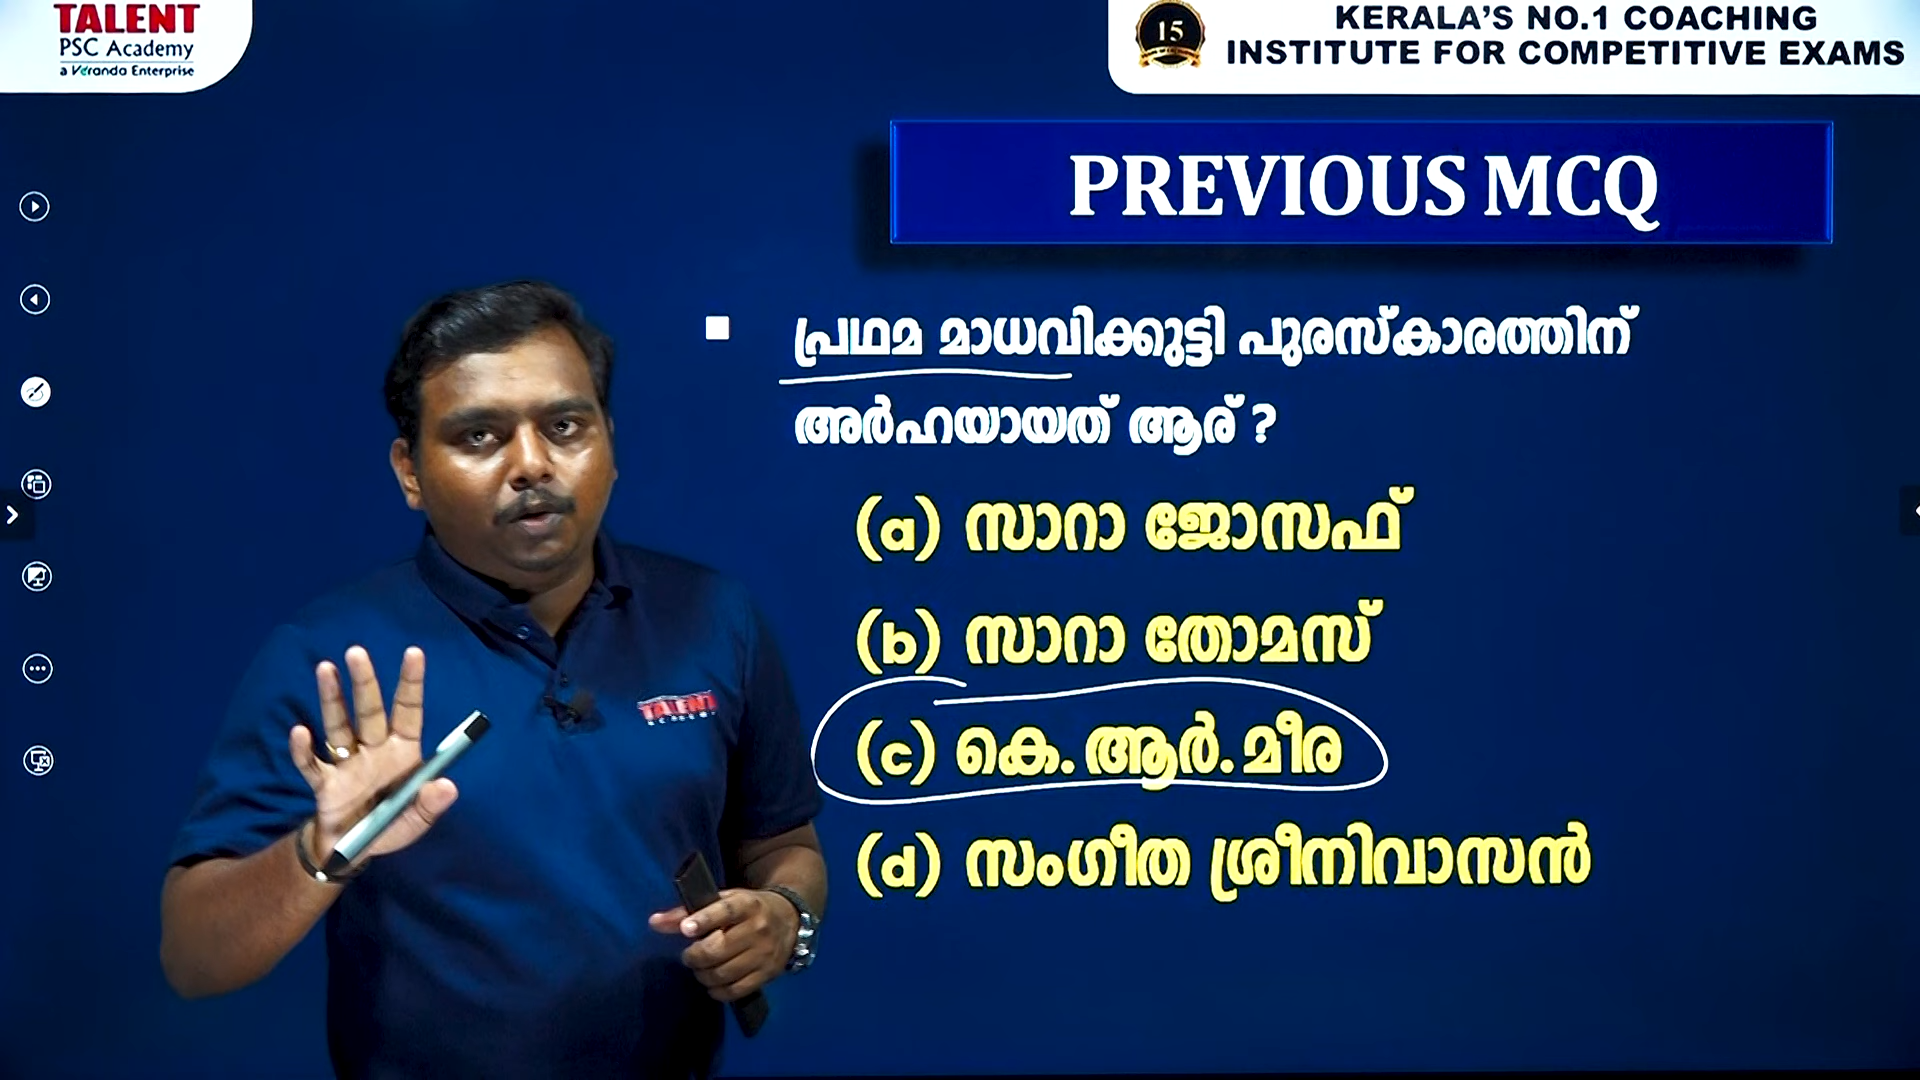 TALENT
PSC Academy
a Veranda Enterprise
15
KERALA'S NO.1 COACHING
INSTITUTE FOR COMPETITIVE EXAMS
PREVIOUS MCQ
പ്രഥമ മാധവിക്കുട്ടി പുരസ്കാരത്തിന്
അർഹയായത് ആര് ?
(a) സാറാ ജോസഫ്
(b) സാറാ തോമസ്
(c) കെ.ആർ.മീര
(d) സംഗീത ശ്രീനിവാസൻ
TALENT